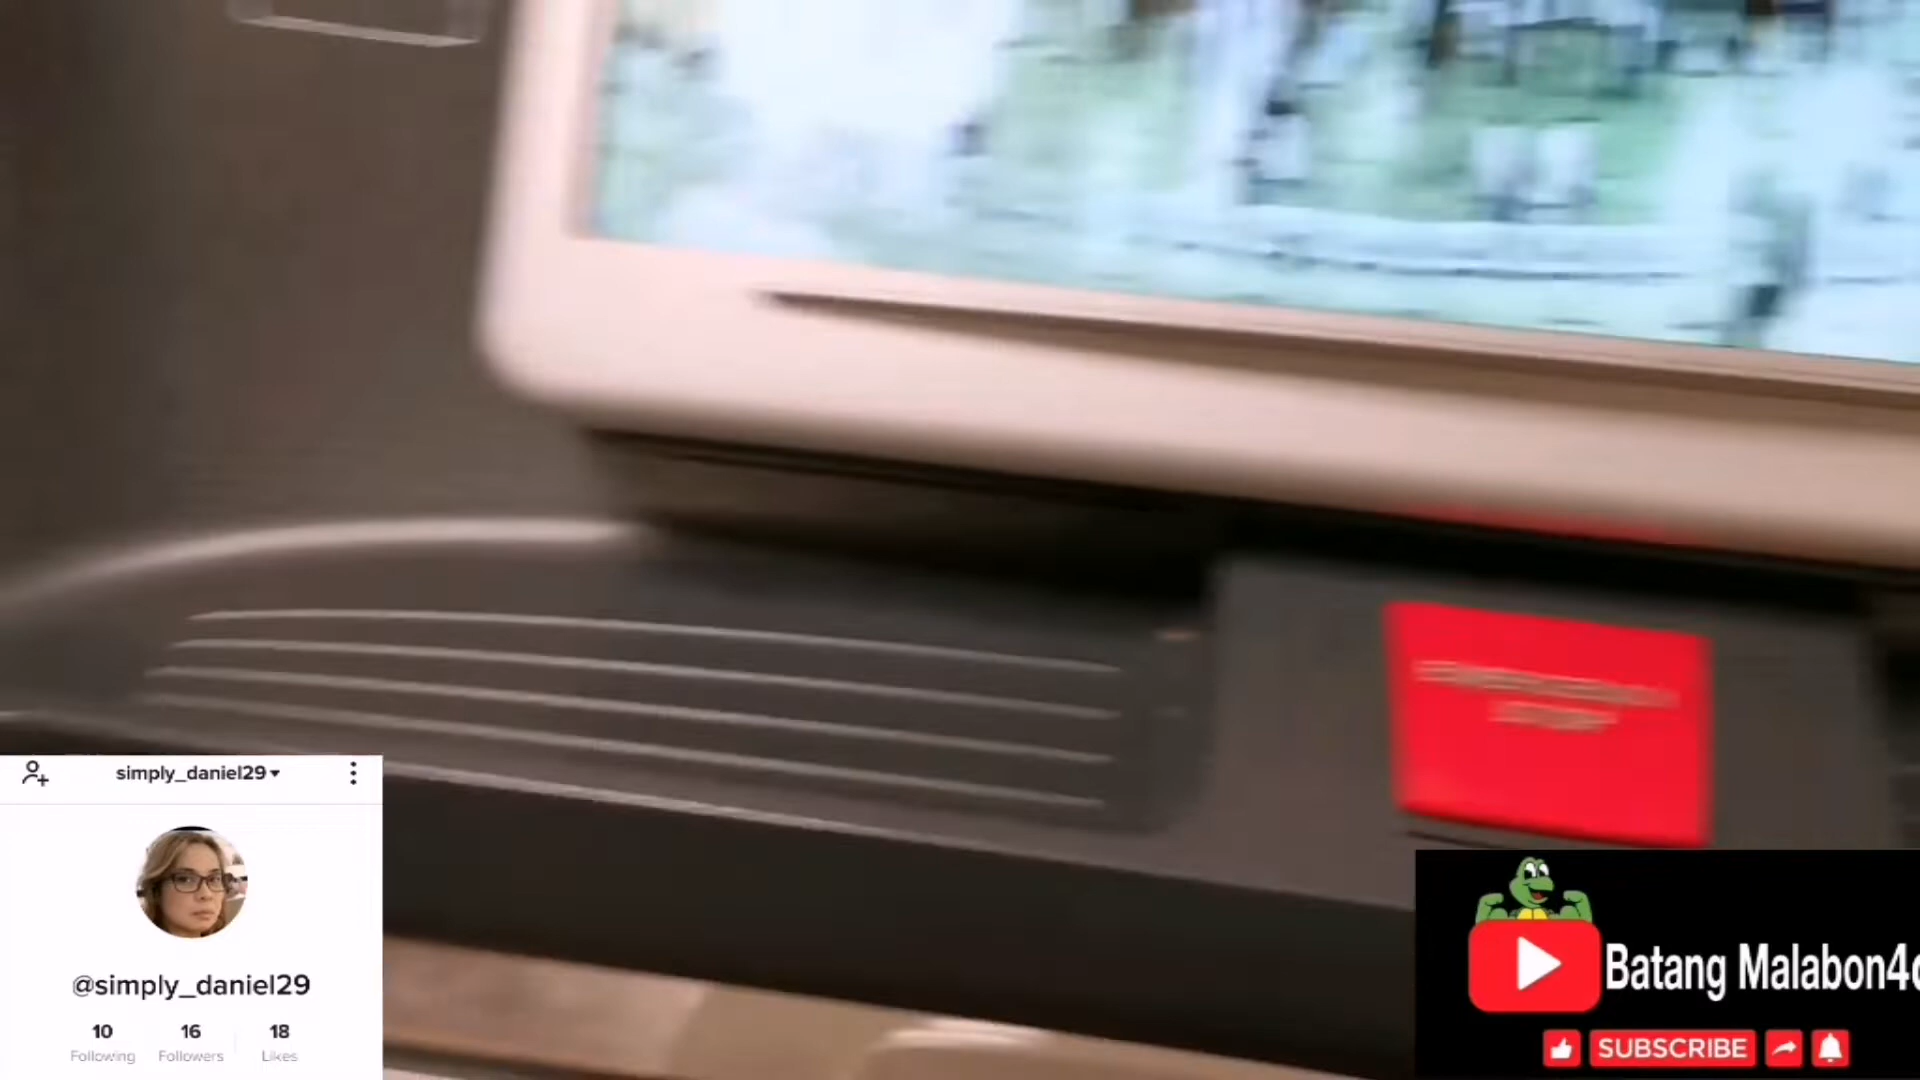 simply_daniel29
@simply_daniel29
10 16 18
Following Followers Likes
Batang Malabon4
SUBSCRIBE